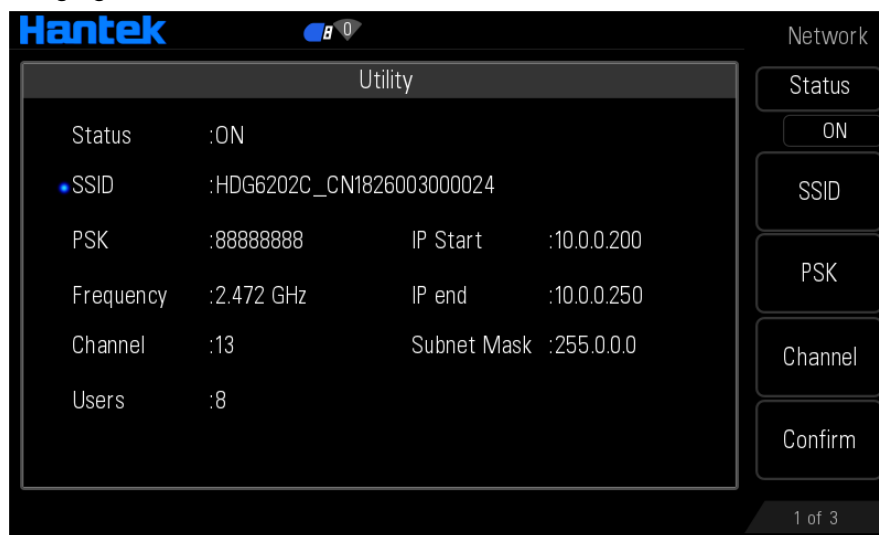 Hantek
0
Network
Utility
Status :ON
SSID :HDG6202C_CN1826003000024
PSK :88888888 IP Start :10.0.0.200
Frequency :2.472 GHz IP end :10.0.0.250
Channel :13 Subnet Mask :255.0.0.0
Users :8
Status
ON
SSID
PSK
Channel
Confirm
1 of 3